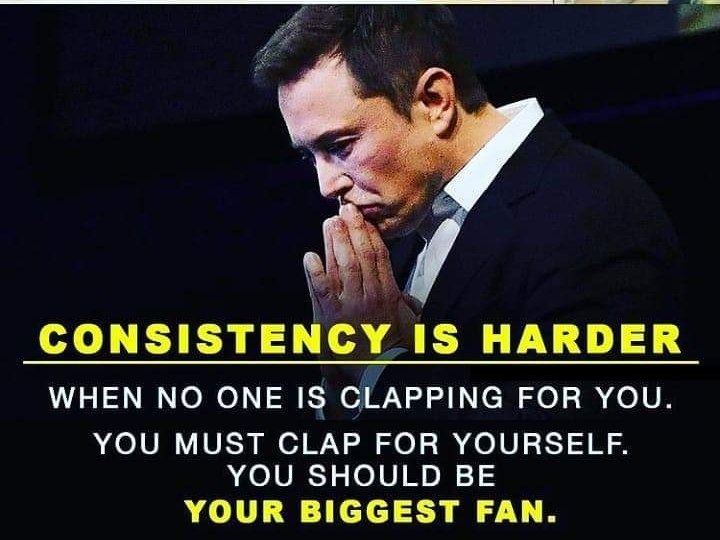 CONSISTENCY IS HARDER
WHEN NO ONE IS CLAPPING FOR YOU.
YOU MUST CLAP FOR YOURSELF.
YOU SHOULD BE
YOUR BIGGEST FAN.